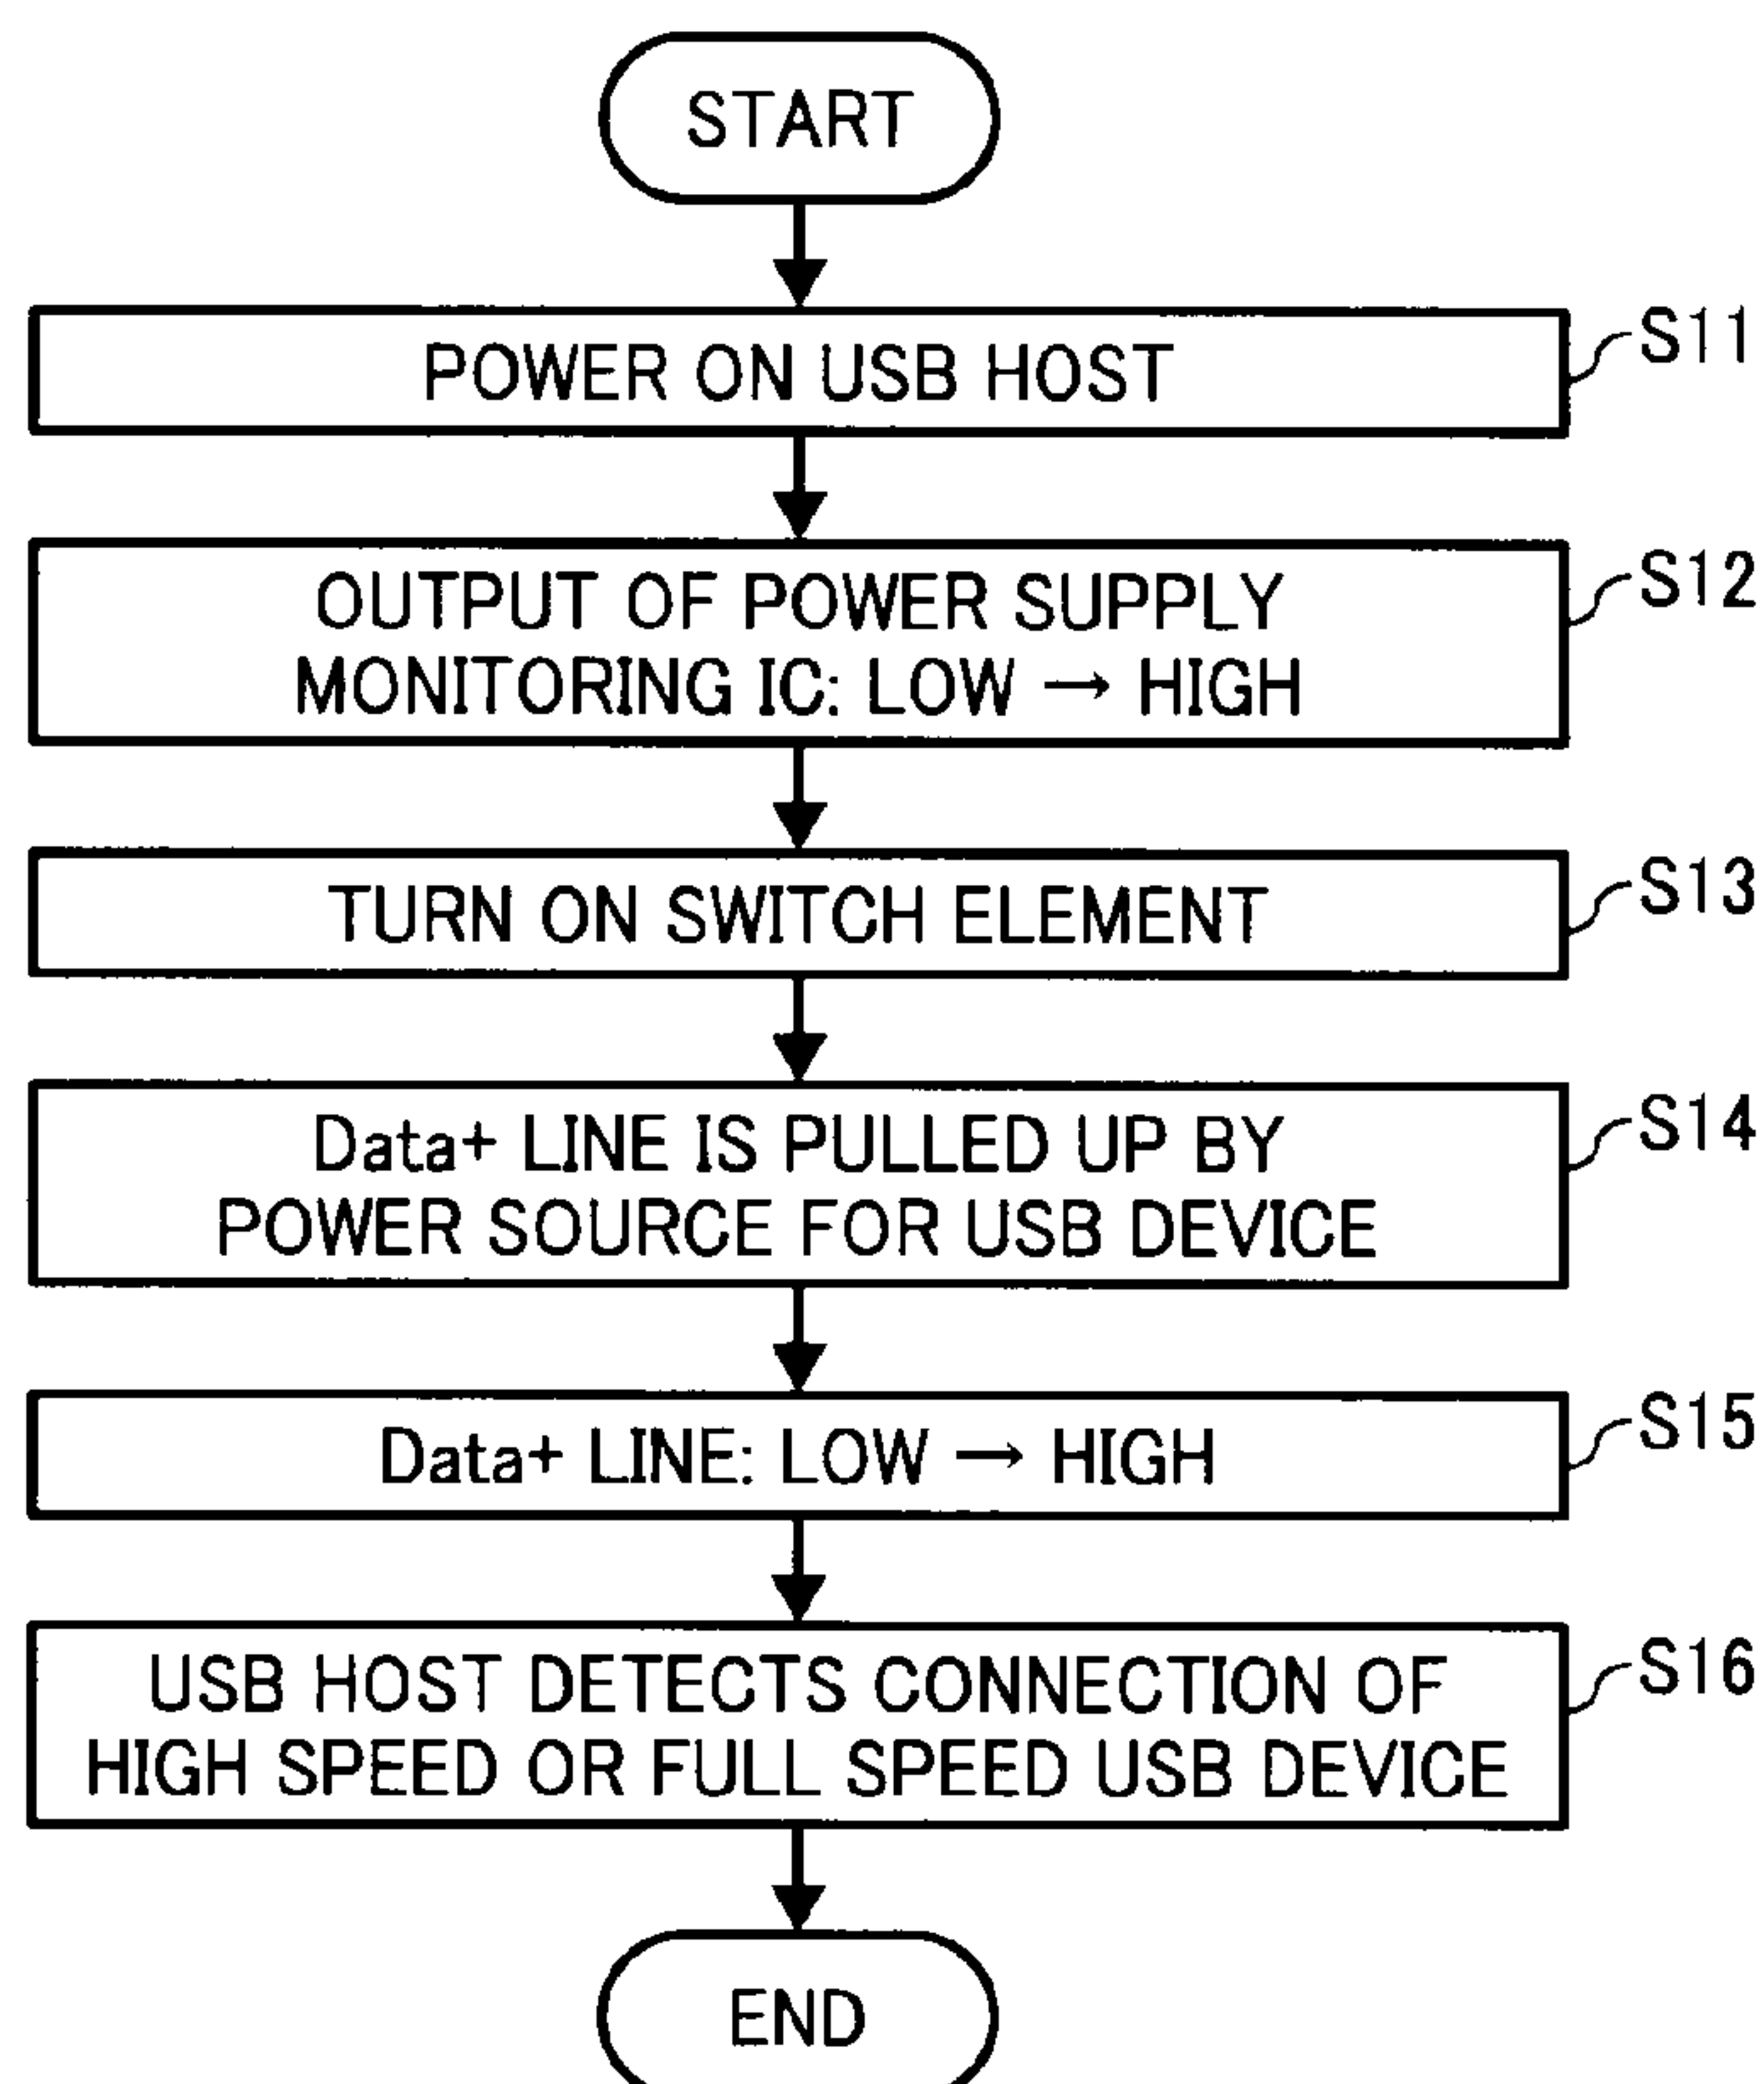 START
POWER ON USB HOST
S11
OUTPUT OF POWER SUPPLY
MONITORING IC: LOW → HIGH
S12
TURN ON SWITCH ELEMENT
S13
Data+ LINE IS PULLED UP BY
POWER SOURCE FOR USB DEVICE
S14
Data+ LINE: LOW → HIGH
S15
USB HOST DETECTS CONNECTION OF
HIGH SPEED OR FULL SPEED USB DEVICE
S16
END